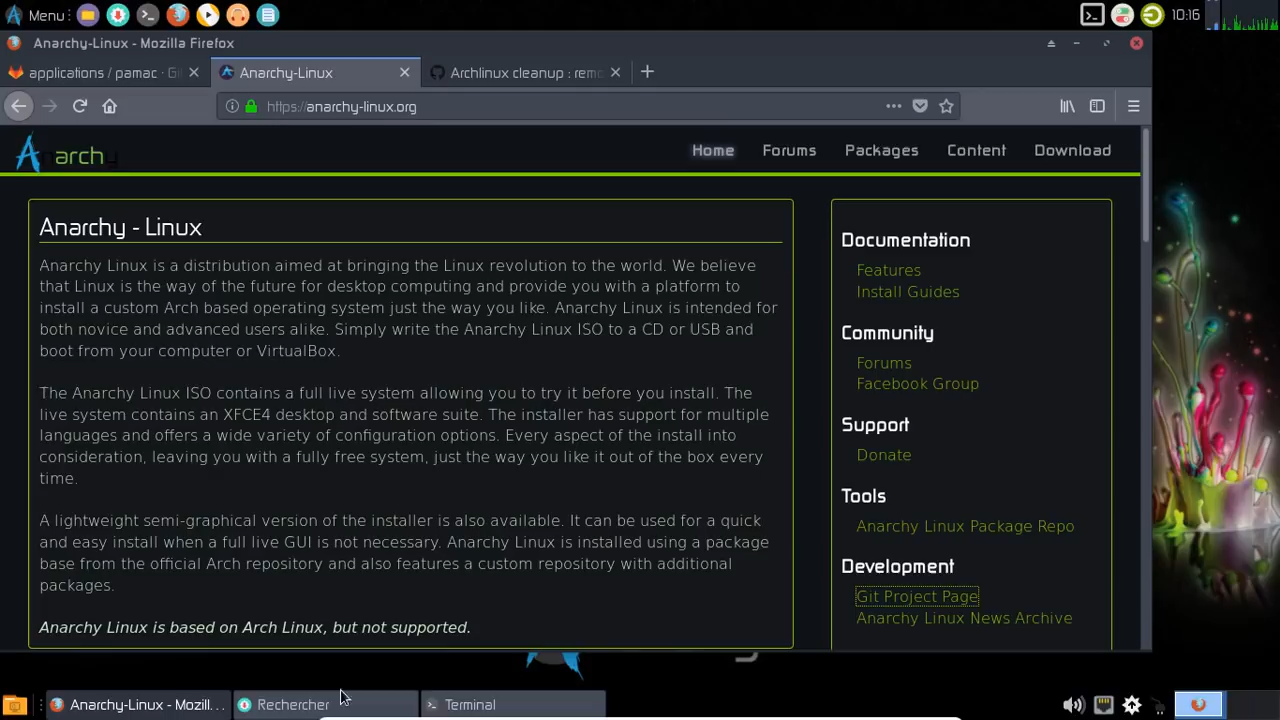 Menu
10:16
Anarchy-Linux - Mozilla Firefox
applications / pamac · Gi
Anarchy-Linux
Archlinux cleanup : remo
https://anarchy-linux.org
Anarchy
Home Forums Packages Content Download
Anarchy - Linux
Anarchy Linux is a distribution aimed at bringing the Linux revolution to the world. We believe
that Linux is the way of the future for desktop computing and provide you with a platform to
install a custom Arch based operating system just the way you like. Anarchy Linux is intended for
both novice and advanced users alike. Simply write the Anarchy Linux ISO to a CD or USB and
boot from your computer or VirtualBox.
The Anarchy Linux ISO contains a full live system allowing you to try it before you install. The
live system contains an XFCE4 desktop and software suite. The installer has support for multiple
languages and offers a wide variety of configuration options. Every aspect of the install into
consideration, leaving you with a fully free system, just the way you like it out of the box every
time.
A lightweight semi-graphical version of the installer is also available. It can be used for a quick
and easy install when a full live GUI is not necessary. Anarchy Linux is installed using a package
base from the official Arch repository and also features a custom repository with additional
packages.
Anarchy Linux is based on Arch Linux, but not supported.
Documentation
Features
Install Guides
Community
Forums
Facebook Group
Support
Donate
Tools
Anarchy Linux Package Repo
Development
Git Project Page
Anarchy Linux News Archive
Anarchy-Linux - Mozill...
Rechercher
Terminal